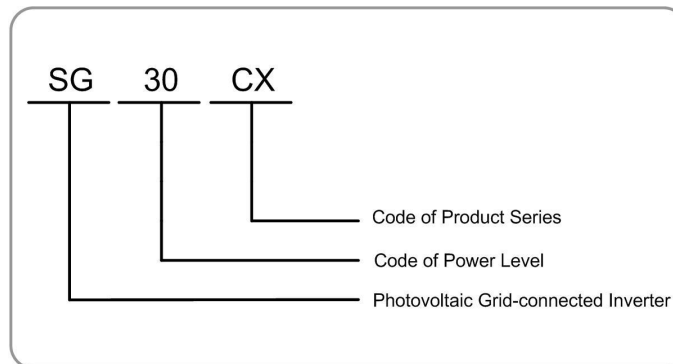 SG 30 CX
Code of Product Series
Code of Power Level
Photovoltaic Grid-connected Inverter